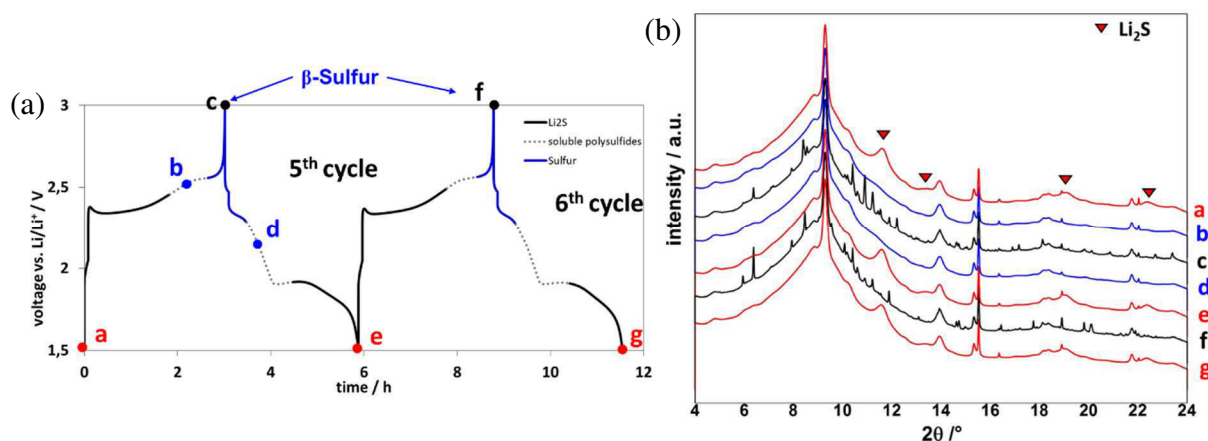 (a)
β-Sulfur
voltage vs. Li/Li⁺ / V
3
2,5
2
1,5
c
f
b
d
a
e
g
5th cycle
6th cycle
Li2S
soluble polysulfides
Sulfur
0
2
4
6
8
10
12
time / h
(b)
Li₂S
intensity / a.u.
a
b
c
d
e
f
g
4
6
8
10
12
14
16
18
20
22
24
2θ /°